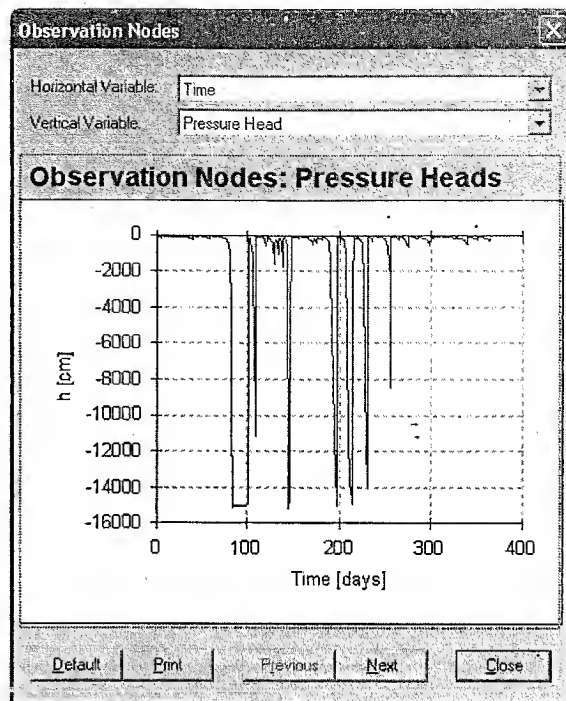 Observation Nodes
Horizontal Variable: Time
Vertical Variable: Pressure Head
Observation Nodes: Pressure Heads
0
-2000
-4000
-6000
-8000
-10000
-12000
-14000
-16000
h [cm]
0 100 200 300 400
Time [days]
Default Print Previous Next Close